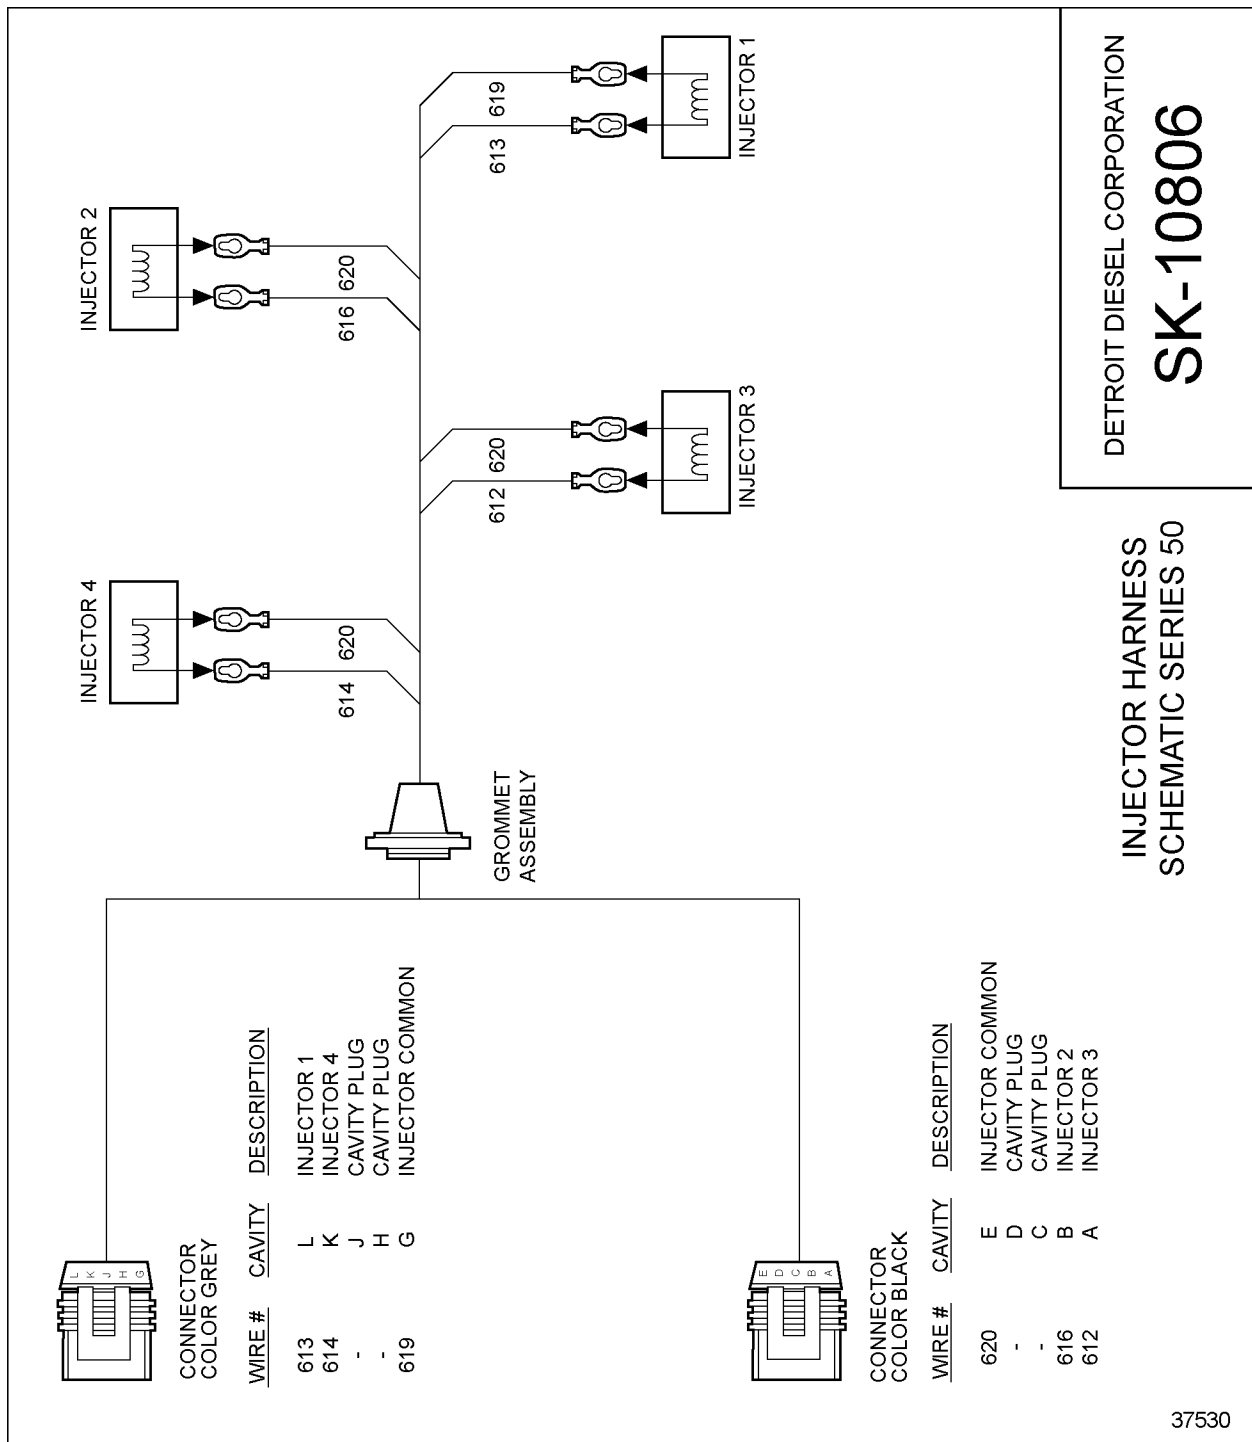 INJECTOR 4
INJECTOR 2
614
620
616
620
612
620
613
619
INJECTOR 3
INJECTOR 1
GROMMET
ASSEMBLY
L
K
J
H
G
CONNECTOR
COLOR GREY
WIRE # CAVITY DESCRIPTION
613 L INJECTOR 1
614 K INJECTOR 4
- J CAVITY PLUG
- H CAVITY PLUG
619 G INJECTOR COMMON
E
D
C
B
A
CONNECTOR
COLOR BLACK
WIRE # CAVITY DESCRIPTION
620 E INJECTOR COMMON
- D CAVITY PLUG
- C CAVITY PLUG
616 B INJECTOR 2
612 A INJECTOR 3
INJECTOR HARNESS
SCHEMATIC SERIES 50
DETROIT DIESEL CORPORATION
SK-10806
37530